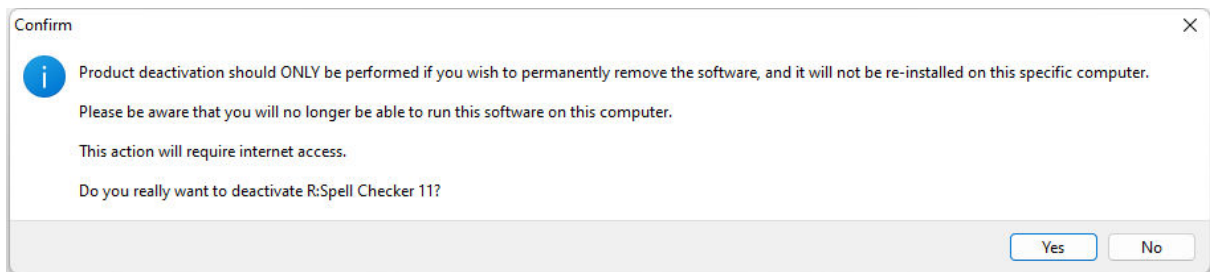 Confirm
Product deactivation should ONLY be performed if you wish to permanently remove the software, and it will not be re-installed on this specific computer.
Please be aware that you will no longer be able to run this software on this computer.
This action will require internet access.
Do you really want to deactivate R:Spell Checker 11?
Yes No